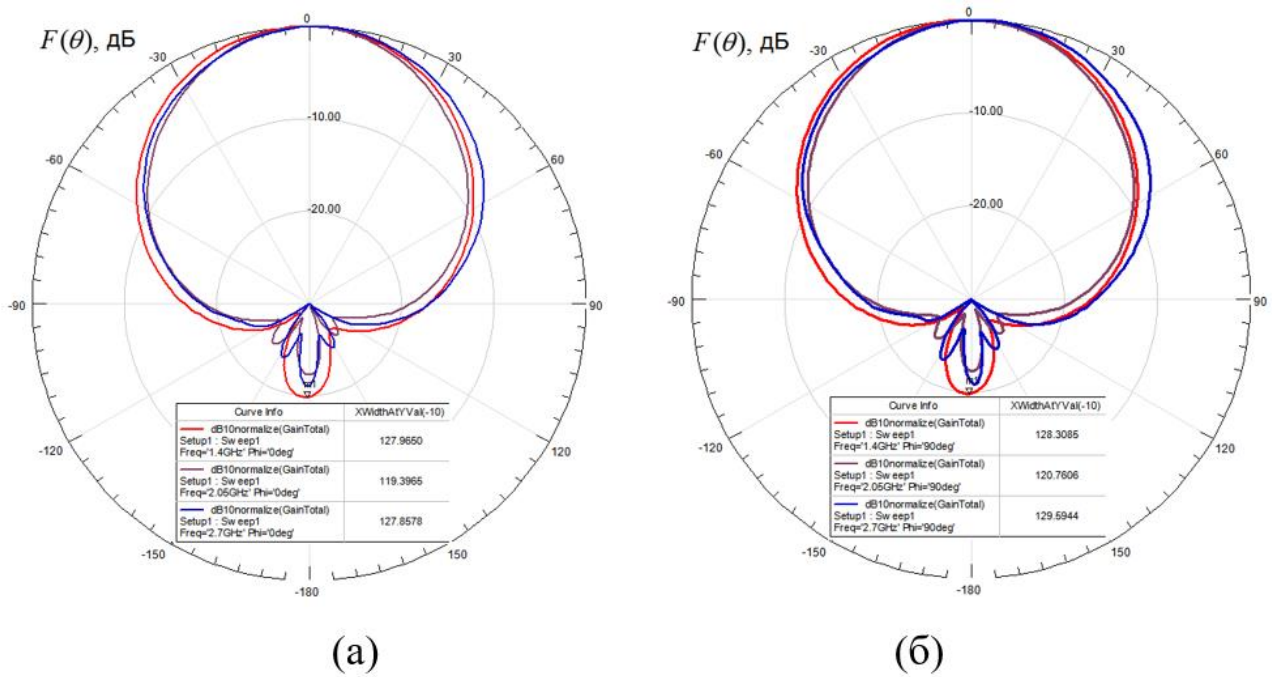 F(θ), дБ
0
30
60
90
120
150
-180
-150
-120
-90
-60
-30
-10.00
-20.00
Curve Info XWidthAtYVal(-10)
dB10normalize(GainTotal)
Setup1 : Sweep1
Freq='1.4GHz' Phi='0deg'
127.9650
dB10normalize(GainTotal)
Setup1 : Sweep1
Freq='2.05GHz' Phi='0deg'
119.3965
dB10normalize(GainTotal)
Setup1 : Sweep1
Freq='2.7GHz' Phi='0deg'
127.8578
(а)
F(θ), дБ
0
30
60
90
120
150
-180
-150
-120
-90
-60
-30
-10.00
-20.00
Curve Info XWidthAtYVal(-10)
dB10normalize(GainTotal)
Setup1 : Sweep1
Freq='1.4GHz' Phi='90deg'
128.3085
dB10normalize(GainTotal)
Setup1 : Sweep1
Freq='2.05GHz' Phi='90deg'
120.7606
dB10normalize(GainTotal)
Setup1 : Sweep1
Freq='2.7GHz' Phi='90deg'
129.5944
(б)